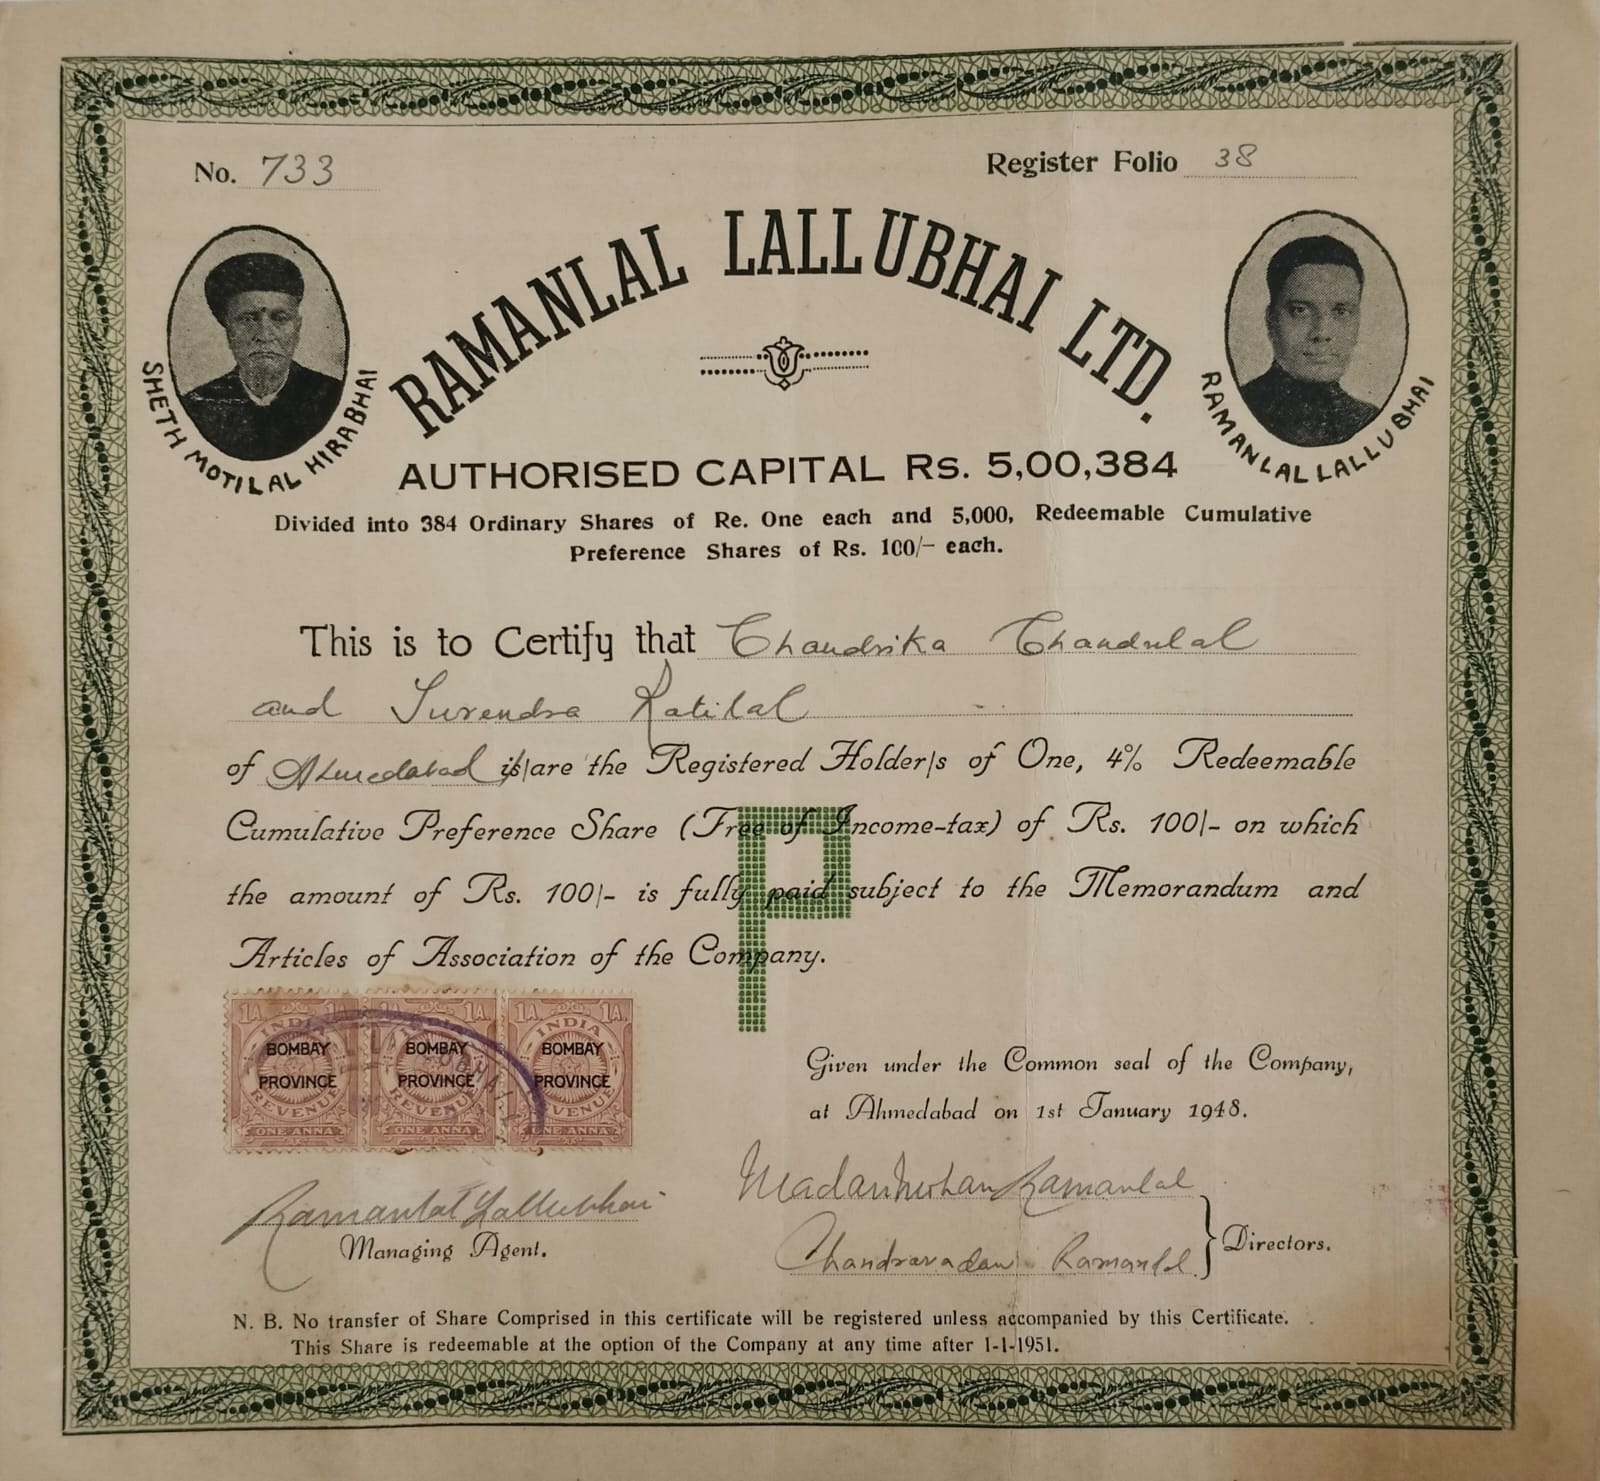 No. 733
Register Folio 38
RAMANLAL LALLUBHAI LTD.
SHETH MOTILAL HIRABHAI
RAMANLAL LALLUBHAI
AUTHORISED CAPITAL Rs. 5,00,384
Divided into 384 Ordinary Shares of Re. One each and 5,000, Redeemable Cumulative
Preference Shares of Rs. 100/- each.
This is to Certify that Chandrika Chandulal
and Surendra Ratilal
of Ahmedabad is/are the Registered Holder/s of One, 4% Redeemable
Cumulative Preference Share (Free of Income-tax) of Rs. 100/- on which
the amount of Rs. 100/- is fully paid subject to the Memorandum and
Articles of Association of the Company.
P
1A 1A 1A 1A 1A
INDIA INDIA INDIA
BOMBAY BOMBAY BOMBAY
PROVINCE PROVINCE PROVINCE
REVENUE REVENUE REVENUE
ONE ANNA ONE ANNA ONE ANNA
Given under the Common seal of the Company,
at Ahmedabad on 1st January 1948.
Madanmohan Ramanlal
Ramanlal Lallubhai
Managing Agent.
Chandravadan Ramanlal
Directors.
N. B. No transfer of Share Comprised in this certificate will be registered unless accompanied by this Certificate.
This Share is redeemable at the option of the Company at any time after 1-1-1951.